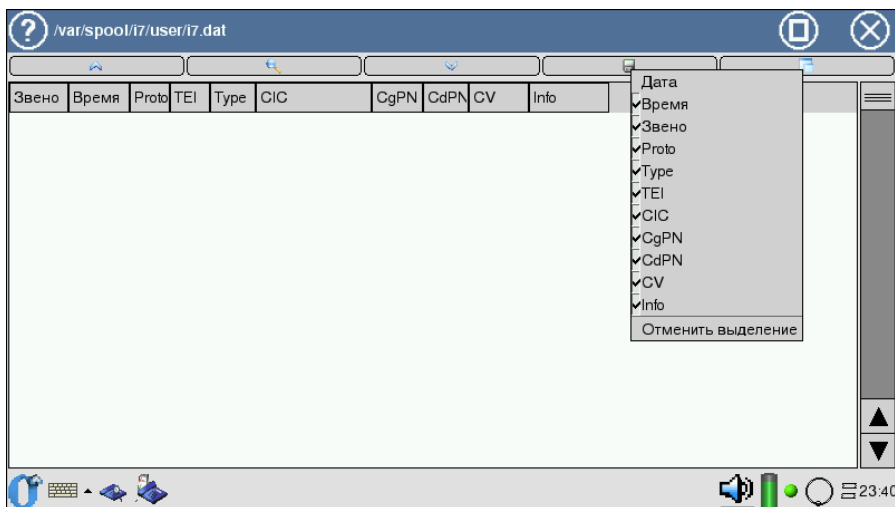 /var/spool/i7/user/i7.dat
Звено Время Proto TEI Type CIC CgPN CdPN CV Info
Дата
Время
Звено
Proto
Type
TEI
CIC
CgPN
CdPN
CV
Info
Отменить выделение
23:40